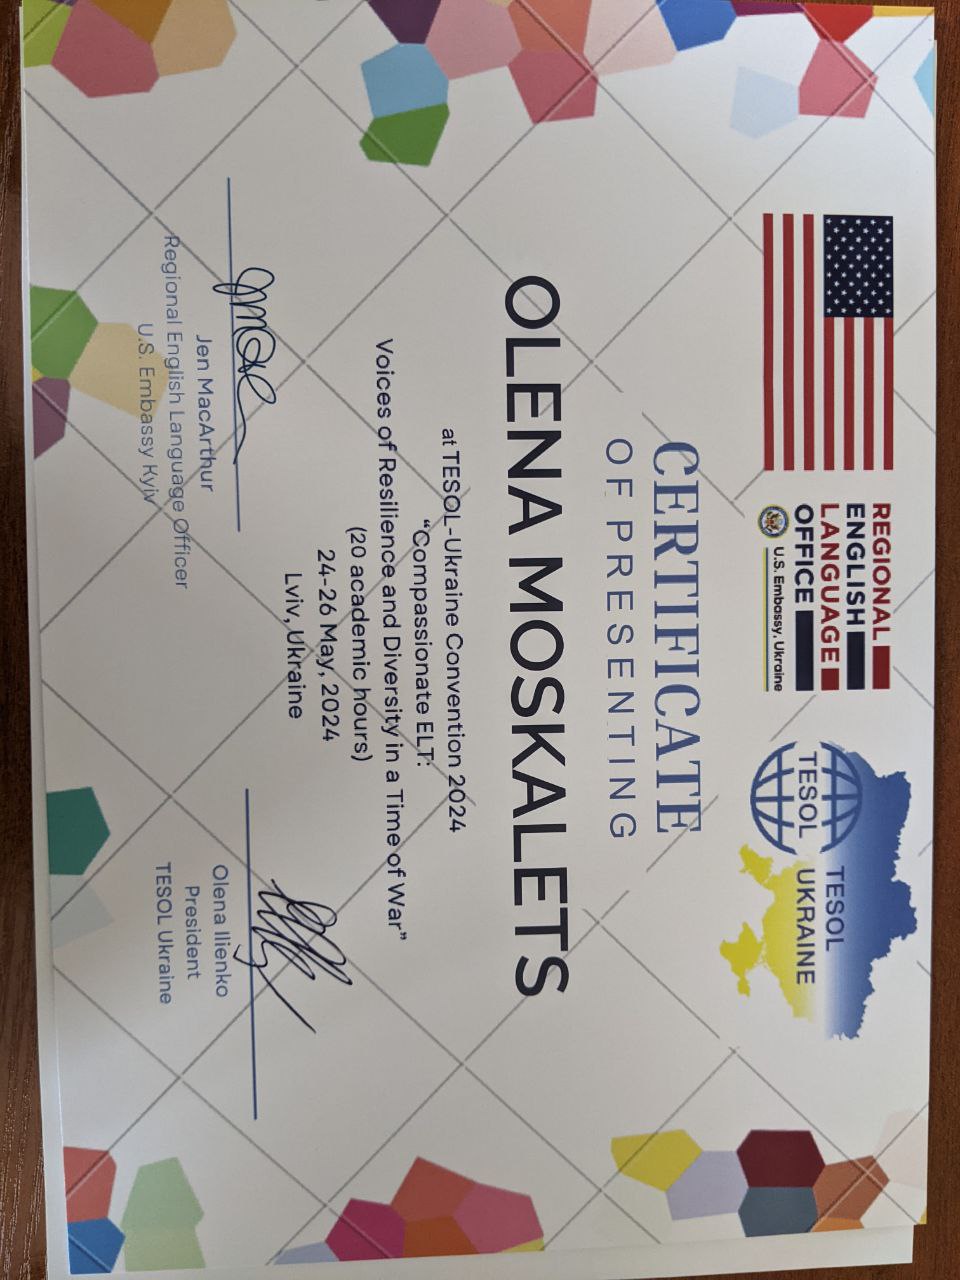 REGIONAL
ENGLISH
LANGUAGE
OFFICE
U.S. Embassy, Ukraine
TESOL
TESOL
UKRAINE
CERTIFICATE
OF PRESENTING
OLENA MOSKALETS
at TESOL-Ukraine Convention 2024
“Compassionate ELT:
Voices of Resilience and Diversity in a Time of War”
(20 academic hours)
24-26 May, 2024
Lviv, Ukraine
Jen MacArthur
Regional English Language Officer
U.S. Embassy Kyiv
Olena Ilienko
President
TESOL Ukraine